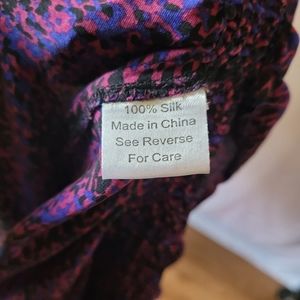 100% Silk
Made in China
See Reverse
For Care